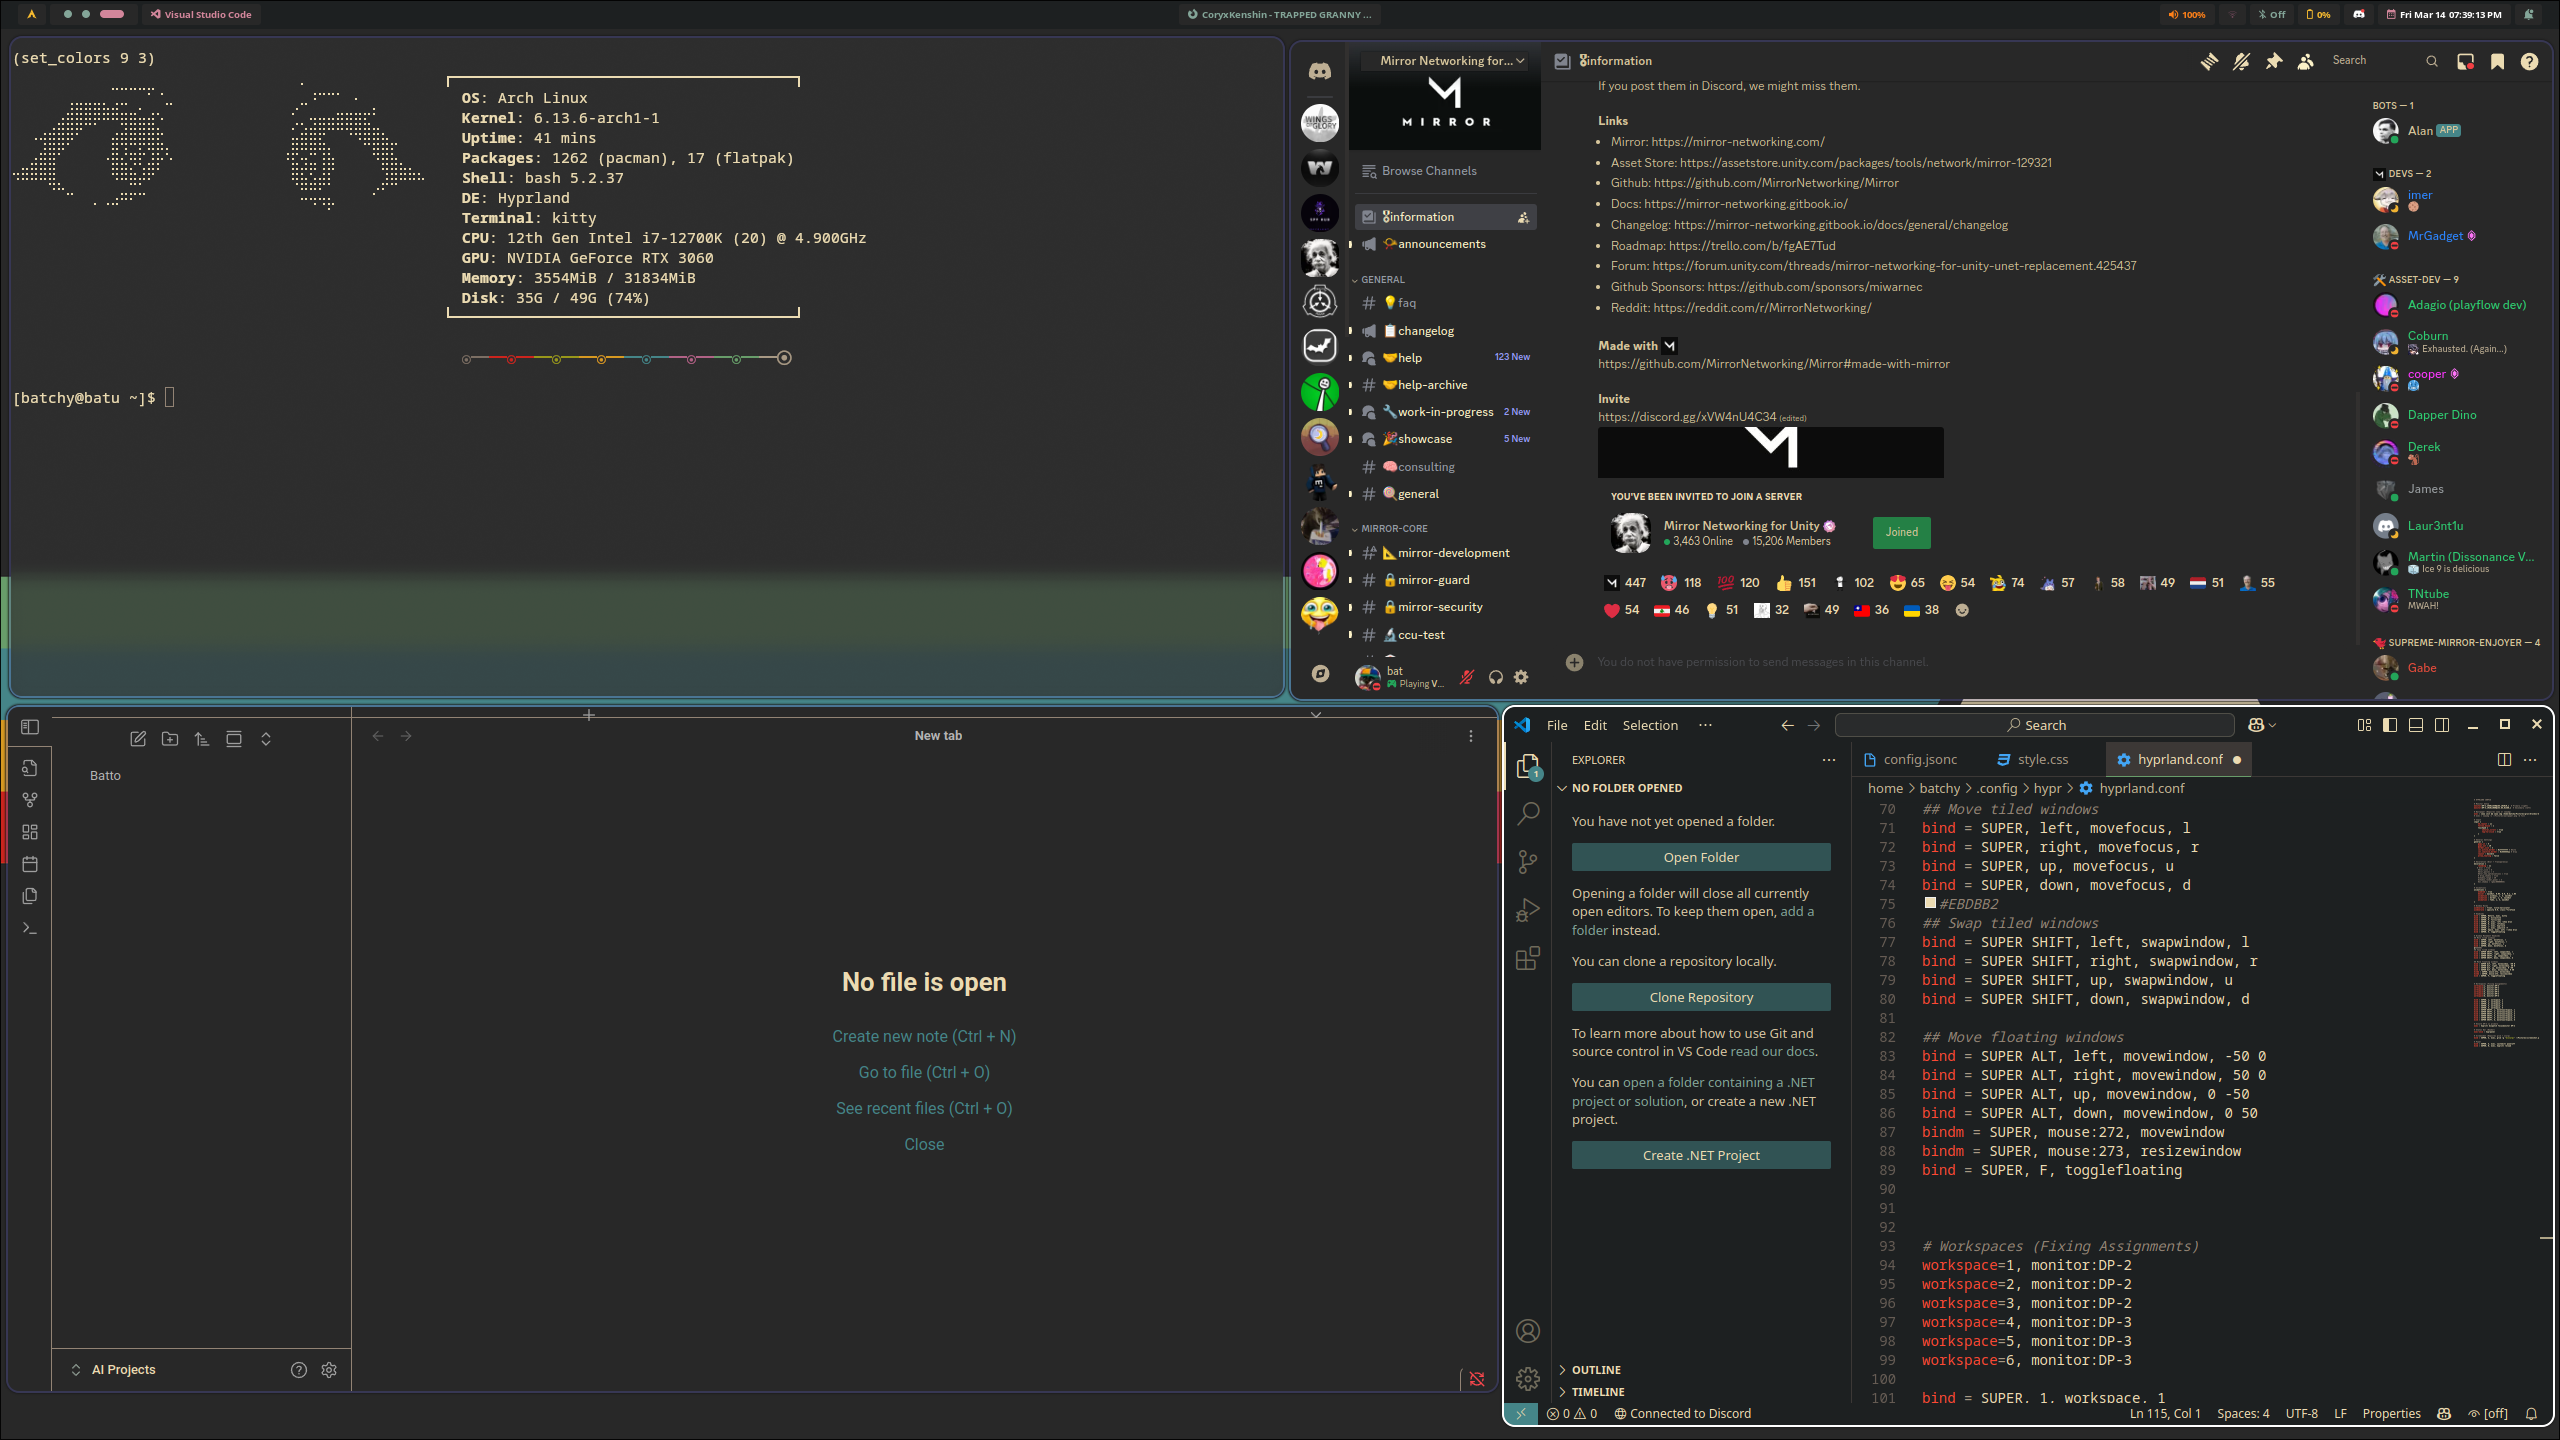 Visual Studio Code
CoryxKenshin - TRAPPED GRANNY ...
100%
Off
0%
Fri Mar 14 07:39:13 PM
(set_colors 9 3)
OS: Arch Linux
Kernel: 6.13.6-arch1-1
Uptime: 41 mins
Packages: 1262 (pacman), 17 (flatpak)
Shell: bash 5.2.37
DE: Hyprland
Terminal: kitty
CPU: 12th Gen Intel i7-12700K (20) @ 4.900GHz
GPU: NVIDIA GeForce RTX 3060
Memory: 3554MiB / 31834MiB
Disk: 35G / 49G (74%)
[batchy@batu ~]$
WINGS OF GLORY
Mirror Networking for...
MIRROR
Browse Channels
information
announcements
GENERAL
faq
changelog
help
123 New
help-archive
work-in-progress
2 New
showcase
5 New
consulting
general
MIRROR-CORE
mirror-development
mirror-guard
mirror-security
ccu-test
bat
Playing V...
information
Search
If you post them in Discord, we might miss them.
Links
• Mirror: https://mirror-networking.com/
• Asset Store: https://assetstore.unity.com/packages/tools/network/mirror-129321
• Github: https://github.com/MirrorNetworking/Mirror
• Docs: https://mirror-networking.gitbook.io/
• Changelog: https://mirror-networking.gitbook.io/docs/general/changelog
• Roadmap: https://trello.com/b/fgAE7Tud
• Forum: https://forum.unity.com/threads/mirror-networking-for-unity-unet-replacement.425437
• Github Sponsors: https://github.com/sponsors/miwarnec
• Reddit: https://reddit.com/r/MirrorNetworking/
Made with
https://github.com/MirrorNetworking/Mirror#made-with-mirror
Invite
https://discord.gg/xVW4nU4C34 (edited)
YOU'VE BEEN INVITED TO JOIN A SERVER
Mirror Networking for Unity
3,463 Online 15,206 Members
Joined
447 118 120 151 102 65 54 74 57 58 49 51 55
54 46 51 32 49 36 38
You do not have permission to send messages in this channel.
BOTS — 1
Alan APP
DEVS — 2
imer
MrGadget
ASSET-DEV — 9
Adagio (playflow dev)
Coburn
Exhausted. (Again...)
cooper
Dapper Dino
Derek
James
Laur3nt1u
Martin (Dissonance V...
Ice 9 is delicious
TNtube
MWAH!
SUPREME-MIRROR-ENJOYER — 4
Gabe
Batto
AI Projects
New tab
No file is open
Create new note (Ctrl + N)
Go to file (Ctrl + O)
See recent files (Ctrl + O)
Close
File Edit Selection ...
Search
1
EXPLORER
NO FOLDER OPENED
You have not yet opened a folder.
Open Folder
Opening a folder will close all currently
open editors. To keep them open, add a
folder instead.
You can clone a repository locally.
Clone Repository
To learn more about how to use Git and
source control in VS Code read our docs.
You can open a folder containing a .NET
project or solution, or create a new .NET
project.
Create .NET Project
OUTLINE
TIMELINE
config.jsonc style.css hyprland.conf
home > batchy > .config > hypr > hyprland.conf
70 ## Move tiled windows
71 bind = SUPER, left, movefocus, l
72 bind = SUPER, right, movefocus, r
73 bind = SUPER, up, movefocus, u
74 bind = SUPER, down, movefocus, d
75 #EBDBB2
76 ## Swap tiled windows
77 bind = SUPER SHIFT, left, swapwindow, l
78 bind = SUPER SHIFT, right, swapwindow, r
79 bind = SUPER SHIFT, up, swapwindow, u
80 bind = SUPER SHIFT, down, swapwindow, d
81
82 ## Move floating windows
83 bind = SUPER ALT, left, movewindow, -50 0
84 bind = SUPER ALT, right, movewindow, 50 0
85 bind = SUPER ALT, up, movewindow, 0 -50
86 bind = SUPER ALT, down, movewindow, 0 50
87 bindm = SUPER, mouse:272, movewindow
88 bindm = SUPER, mouse:273, resizewindow
89 bind = SUPER, F, togglefloating
90
91
92
93 # Workspaces (Fixing Assignments)
94 workspace=1, monitor:DP-2
95 workspace=2, monitor:DP-2
96 workspace=3, monitor:DP-2
97 workspace=4, monitor:DP-3
98 workspace=5, monitor:DP-3
99 workspace=6, monitor:DP-3
100
101 bind = SUPER, 1, workspace, 1
0 0 Connected to Discord
Ln 115, Col 1 Spaces: 4 UTF-8 LF Properties [off]